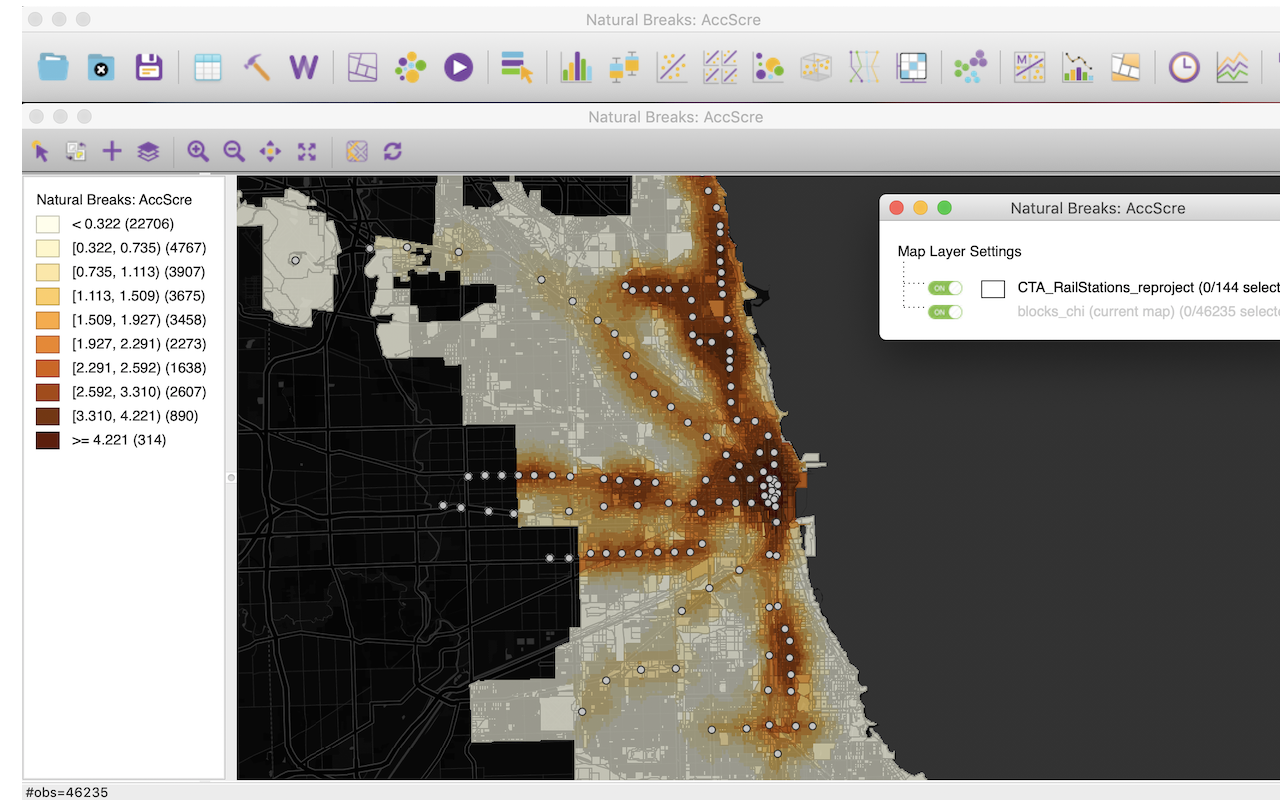 Natural Breaks: AccScre
W
M
Natural Breaks: AccScre
Natural Breaks: AccScre
< 0.322 (22706)
[0.322, 0.735) (4767)
[0.735, 1.113) (3907)
[1.113, 1.509) (3675)
[1.509, 1.927) (3458)
[1.927, 2.291) (2273)
[2.291, 2.592) (1638)
[2.592, 3.310) (2607)
[3.310, 4.221) (890)
>= 4.221 (314)
Natural Breaks: AccScre
Map Layer Settings
ON CTA_RailStations_reproject (0/144 select
ON blocks_chi (current map) (0/46235 selecte
#obs=46235